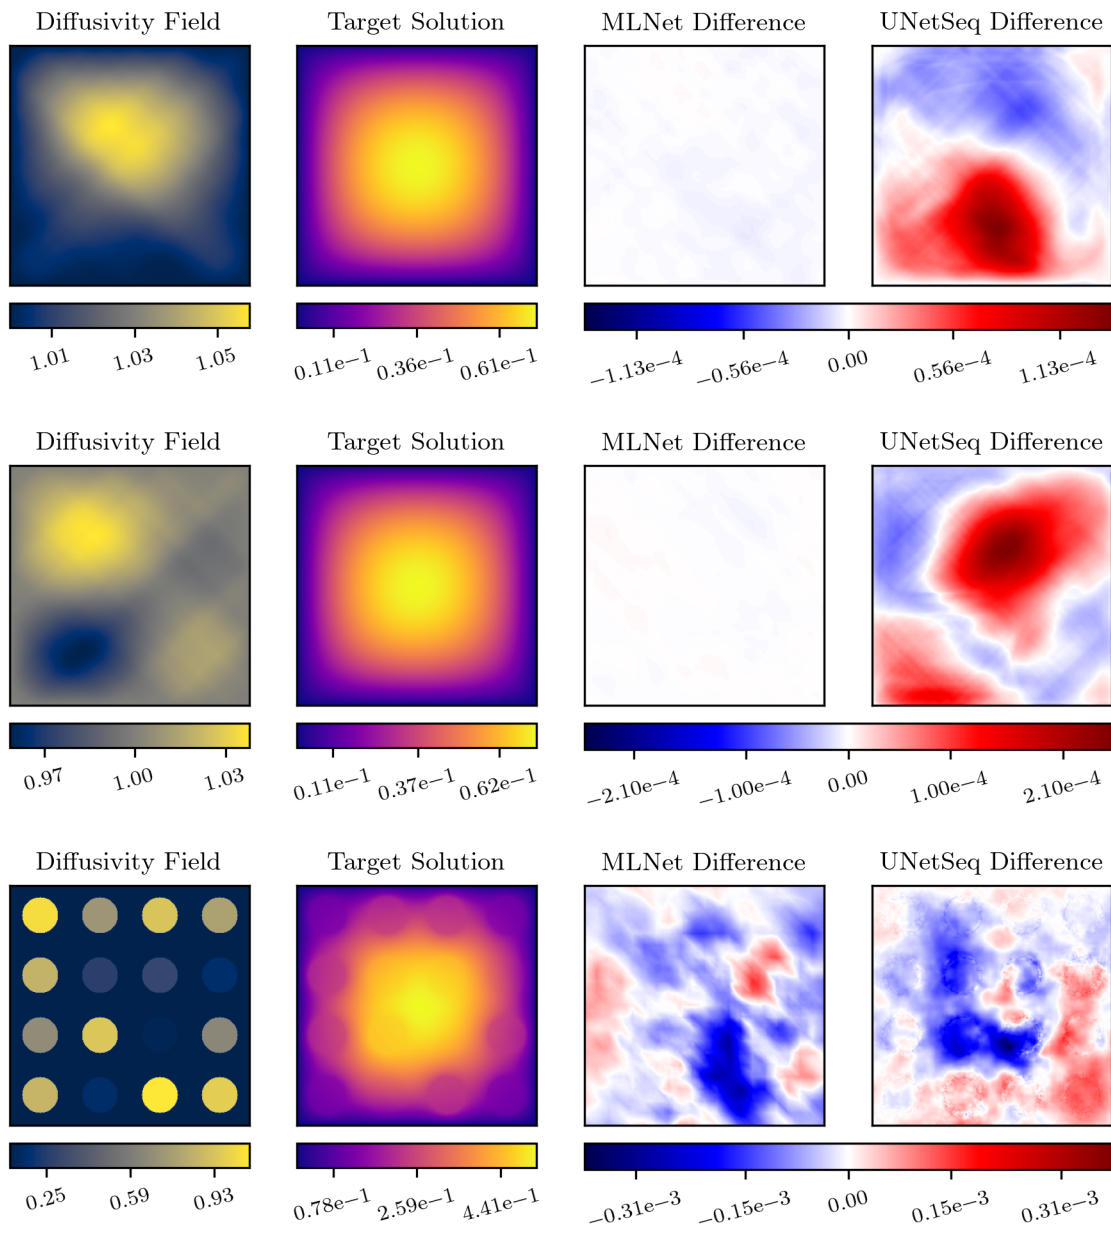 Diffusivity Field Target Solution MLNet Difference UNetSeq Difference
1.01 1.03 1.05 0.11e−1 0.36e−1 0.61e−1 −1.13e−4 −0.56e−4 0.00 0.56e−4 1.13e−4
Diffusivity Field Target Solution MLNet Difference UNetSeq Difference
0.97 1.00 1.03 0.11e−1 0.37e−1 0.62e−1 −2.10e−4 −1.00e−4 0.00 1.00e−4 2.10e−4
Diffusivity Field Target Solution MLNet Difference UNetSeq Difference
0.25 0.59 0.93 0.78e−1 2.59e−1 4.41e−1 −0.31e−3 −0.15e−3 0.00 0.15e−3 0.31e−3